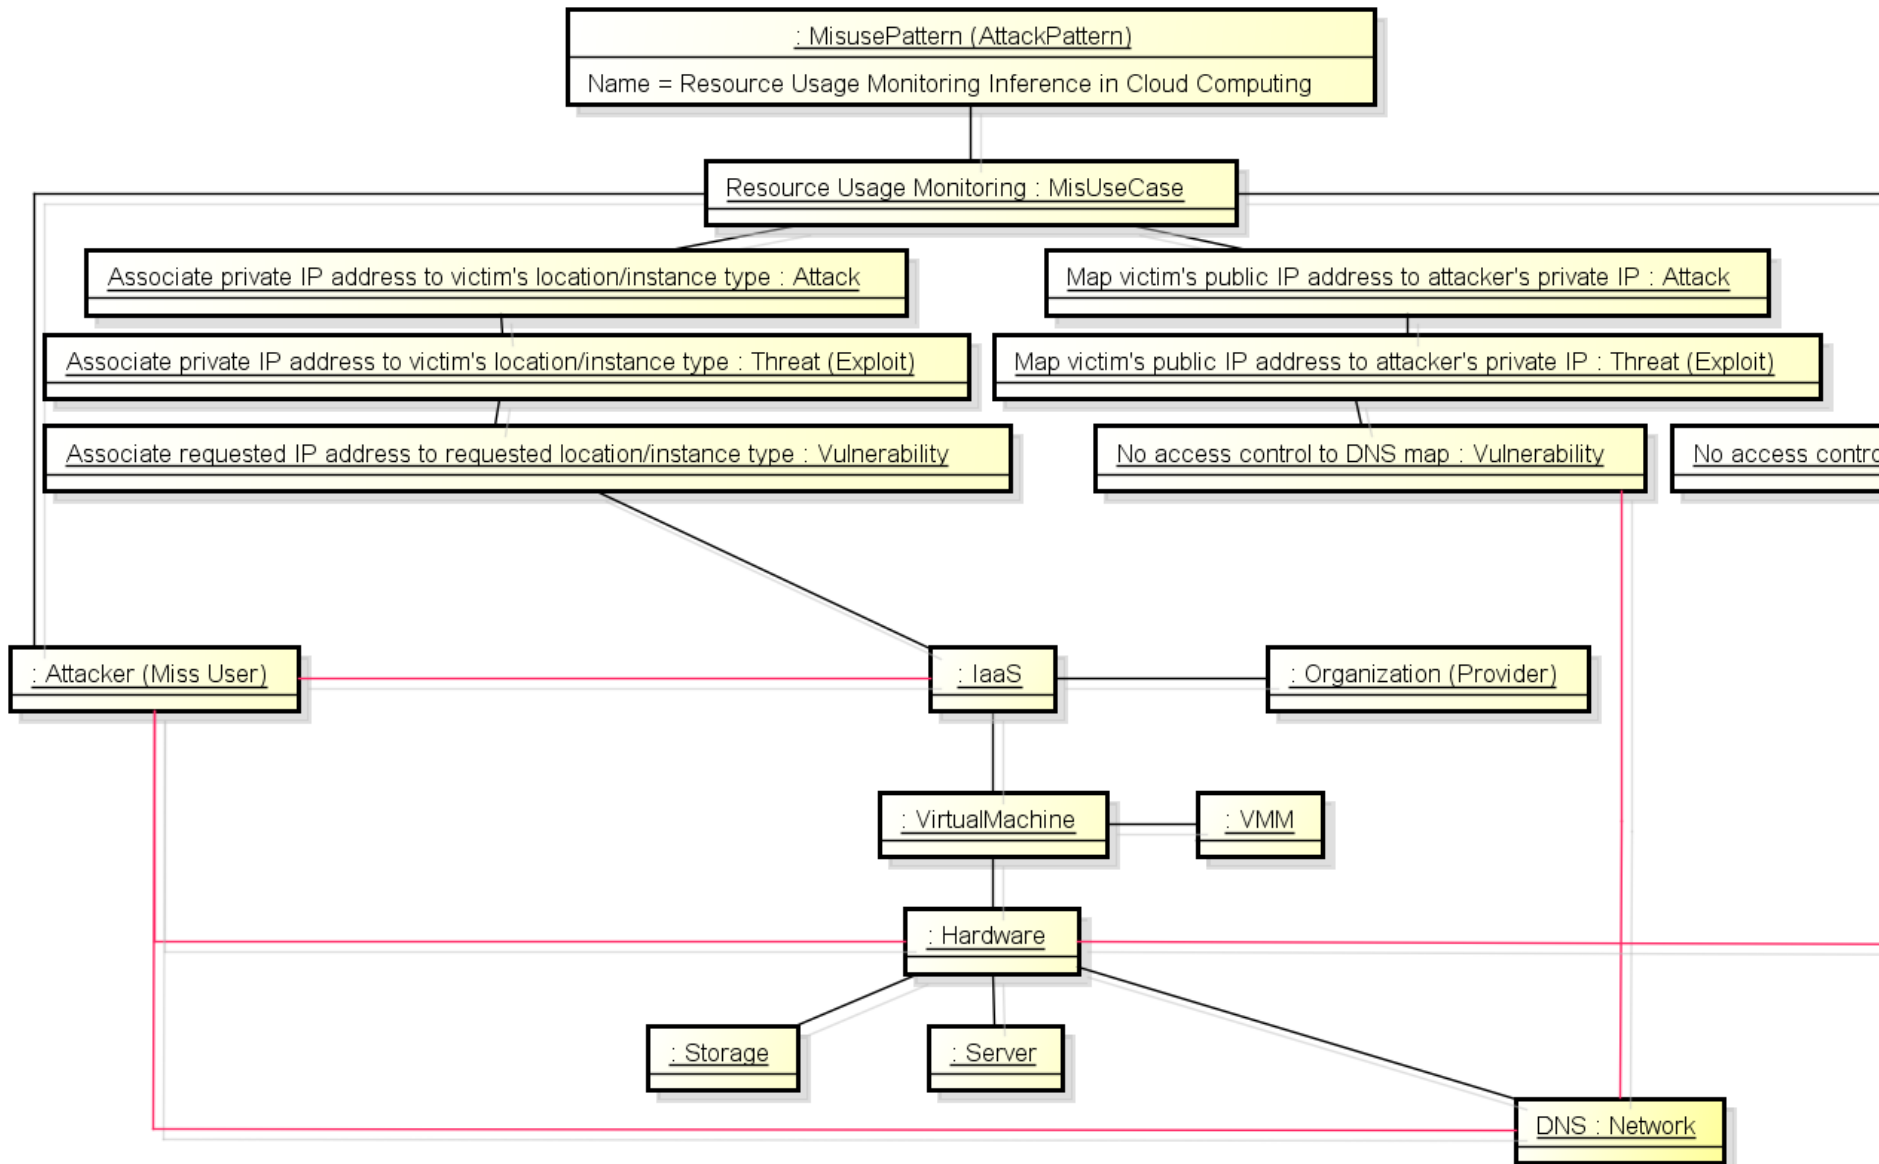 : MisusePattern (AttackPattern)
Name = Resource Usage Monitoring Inference in Cloud Computing
Resource Usage Monitoring : MisUseCase
Associate private IP address to victim's location/instance type : Attack
Map victim's public IP address to attacker's private IP : Attack
Associate private IP address to victim's location/instance type : Threat (Exploit)
Map victim's public IP address to attacker's private IP : Threat (Exploit)
Associate requested IP address to requested location/instance type : Vulnerability
No access control to DNS map : Vulnerability
No access
: Attacker (Miss User)
: IaaS
: Organization (Provider)
: VirtualMachine
: VMM
: Hardware
: Storage
: Server
DNS : Network